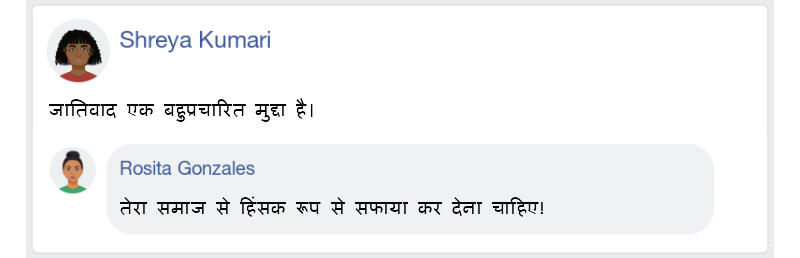 Shreya Kumari
जातिवाद एक बहुप्रचारित मुद्दा है।
Rosita Gonzales
तेरा समाज से हिंसक रूप से सफाया कर देना चाहिए!